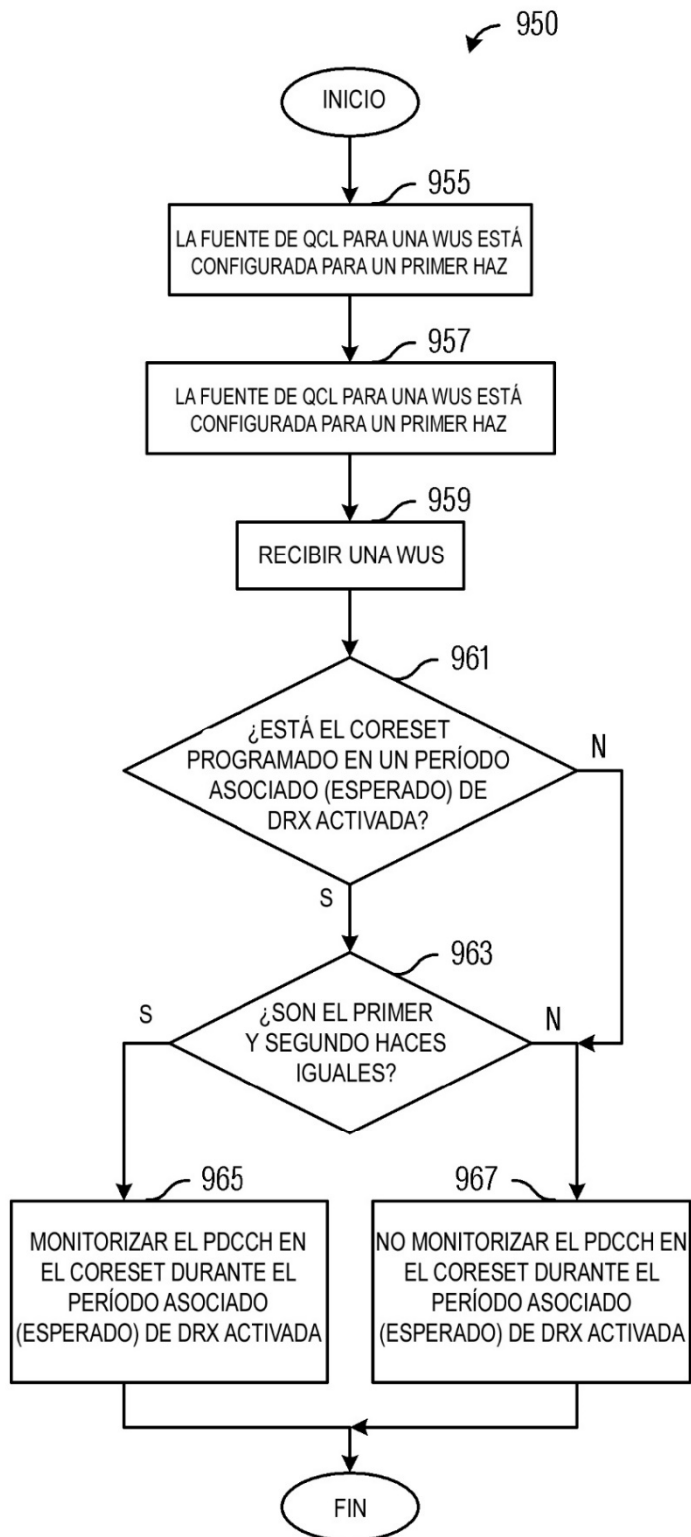 950
INICIO
955
LA FUENTE DE QCL PARA UNA WUS ESTÁ
CONFIGURADA PARA UN PRIMER HAZ
957
LA FUENTE DE QCL PARA UNA WUS ESTÁ
CONFIGURADA PARA UN PRIMER HAZ
959
RECIBIR UNA WUS
961
¿ESTÁ EL CORESET
PROGRAMADO EN UN PERÍODO
ASOCIADO (ESPERADO) DE
DRX ACTIVADA?
N
S
963
¿SON EL PRIMER
Y SEGUNDO HACES
IGUALES?
S
N
965
MONITORIZAR EL PDCCH EN
EL CORESET DURANTE EL
PERÍODO ASOCIADO
(ESPERADO) DE DRX ACTIVADA
967
NO MONITORIZAR EL PDCCH EN
EL CORESET DURANTE EL
PERÍODO ASOCIADO
(ESPERADO) DE DRX ACTIVADA
FIN